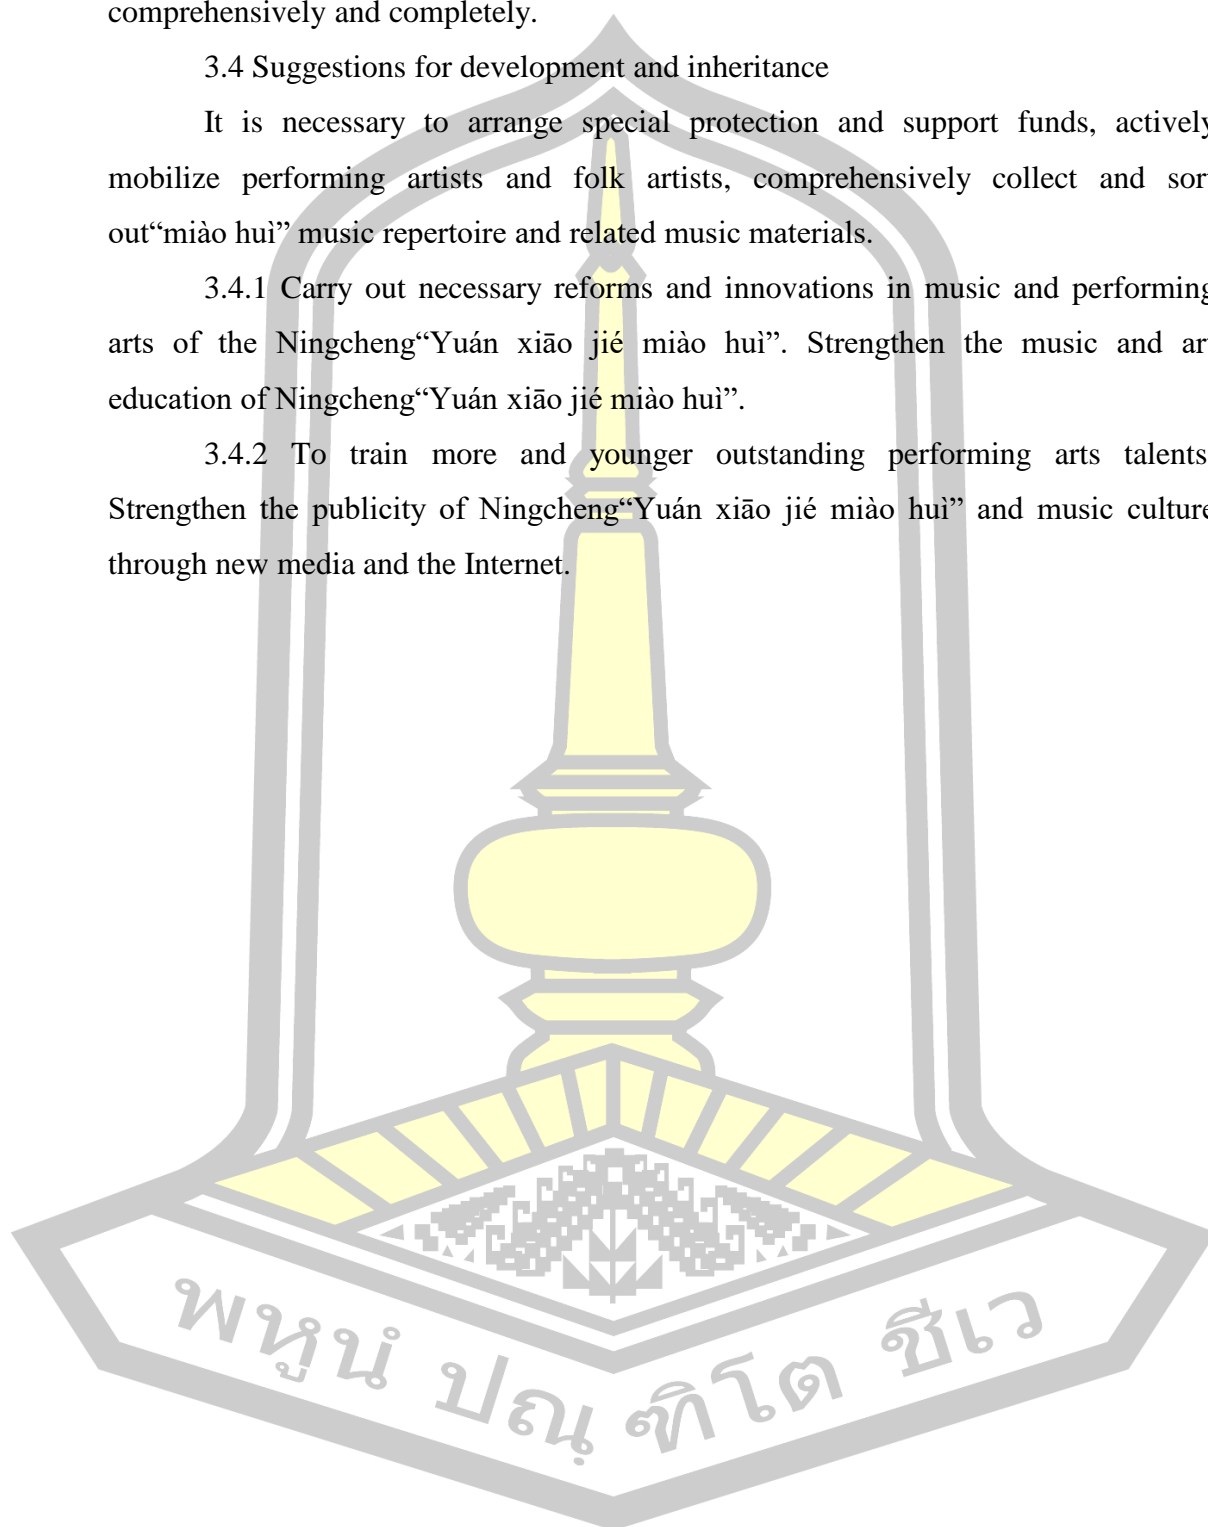 comprehensively and completely.
3.4 Suggestions for development and inheritance
It is necessary to arrange special protection and support funds, actively
mobilize performing artists and folk artists, comprehensively collect and sort
out“miào huì” music repertoire and related music materials.
3.4.1 Carry out necessary reforms and innovations in music and performing
arts of the Ningcheng“Yuán xiāo jié miào huì”. Strengthen the music and art
education of Ningcheng“Yuán xiāo jié miào huì”.
3.4.2 To train more and younger outstanding performing arts talents
Strengthen the publicity of Ningcheng“Yuán xiāo jié miào huì” and music culture
through new media and the Internet.
พหูนํ ปณฺฑิโต ชีเว